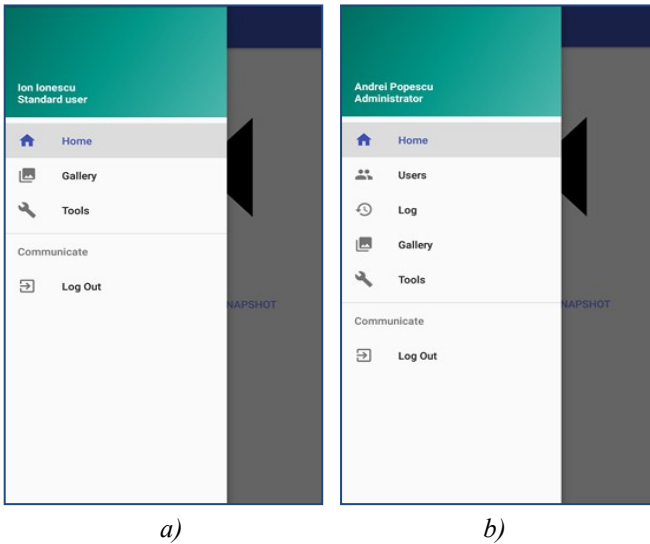 Ion Ionescu
Standard user
Home
Gallery
Tools
Communicate
Log Out
NAPSHOT
a)
Andrei Popescu
Administrator
Home
Users
Log
Gallery
Tools
Communicate
Log Out
NAPSHOT
b)